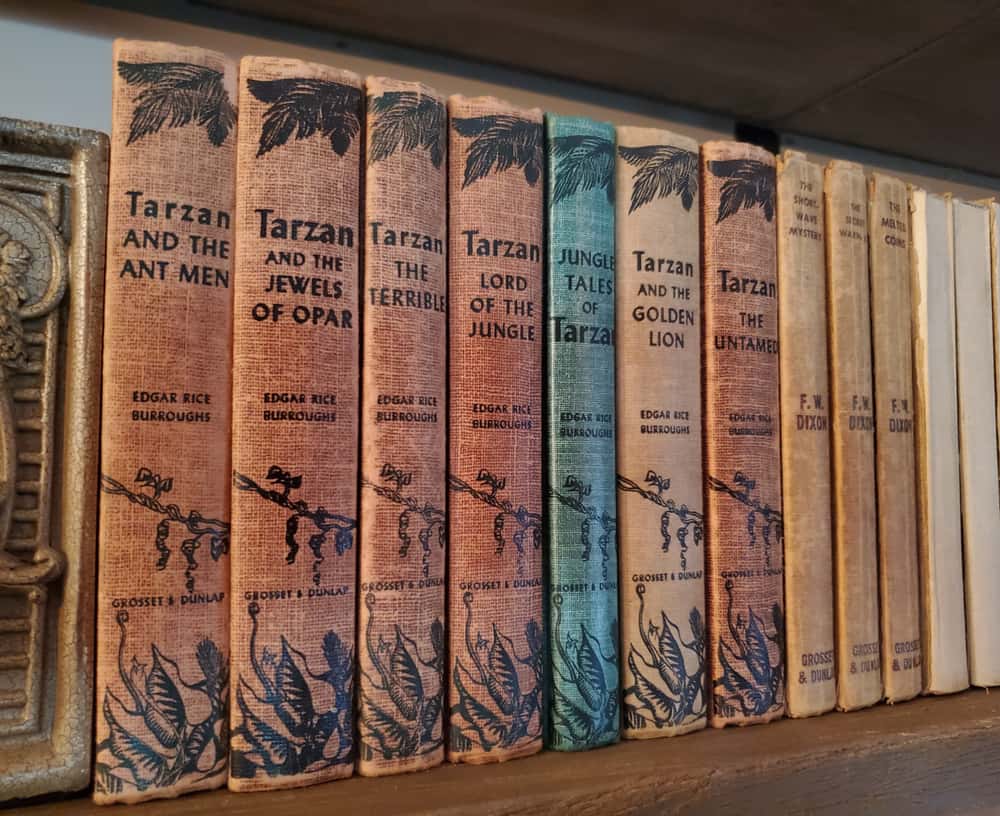 Tarzan
AND THE
ANT MEN
EDGAR RICE
BURROUGHS
GROSSET & DUNLAP
Tarzan
AND THE
JEWELS
OF OPAR
EDGAR RICE
BURROUGHS
GROSSET & DUNLAP
Tarzan
THE
TERRIBLE
EDGAR RICE
BURROUGHS
GROSSET & DUNLAP
Tarzan
LORD
OF THE
JUNGLE
EDGAR RICE
BURROUGHS
GROSSET & DUNLAP
JUNGLE
TALES
OF
Tarzan
EDGAR RICE
BURROUGHS
GROSSET & DUNLAP
Tarzan
AND THE
GOLDEN
LION
EDGAR RICE
BURROUGHS
GROSSET & DUNLAP
Tarzan
THE
UNTAMED
EDGAR RICE
BURROUGHS
GROSSET & DUNLAP
THE
SHORT-
WAVE
MYSTERY
F. W.
DIXON
GROSSET
& DUNLAP
THE
F. W.
DIXON
GROSSET
& DUNLAP
THE
MELTED
COINS
F. W.
DIXON
GROSSET
& DUNLAP